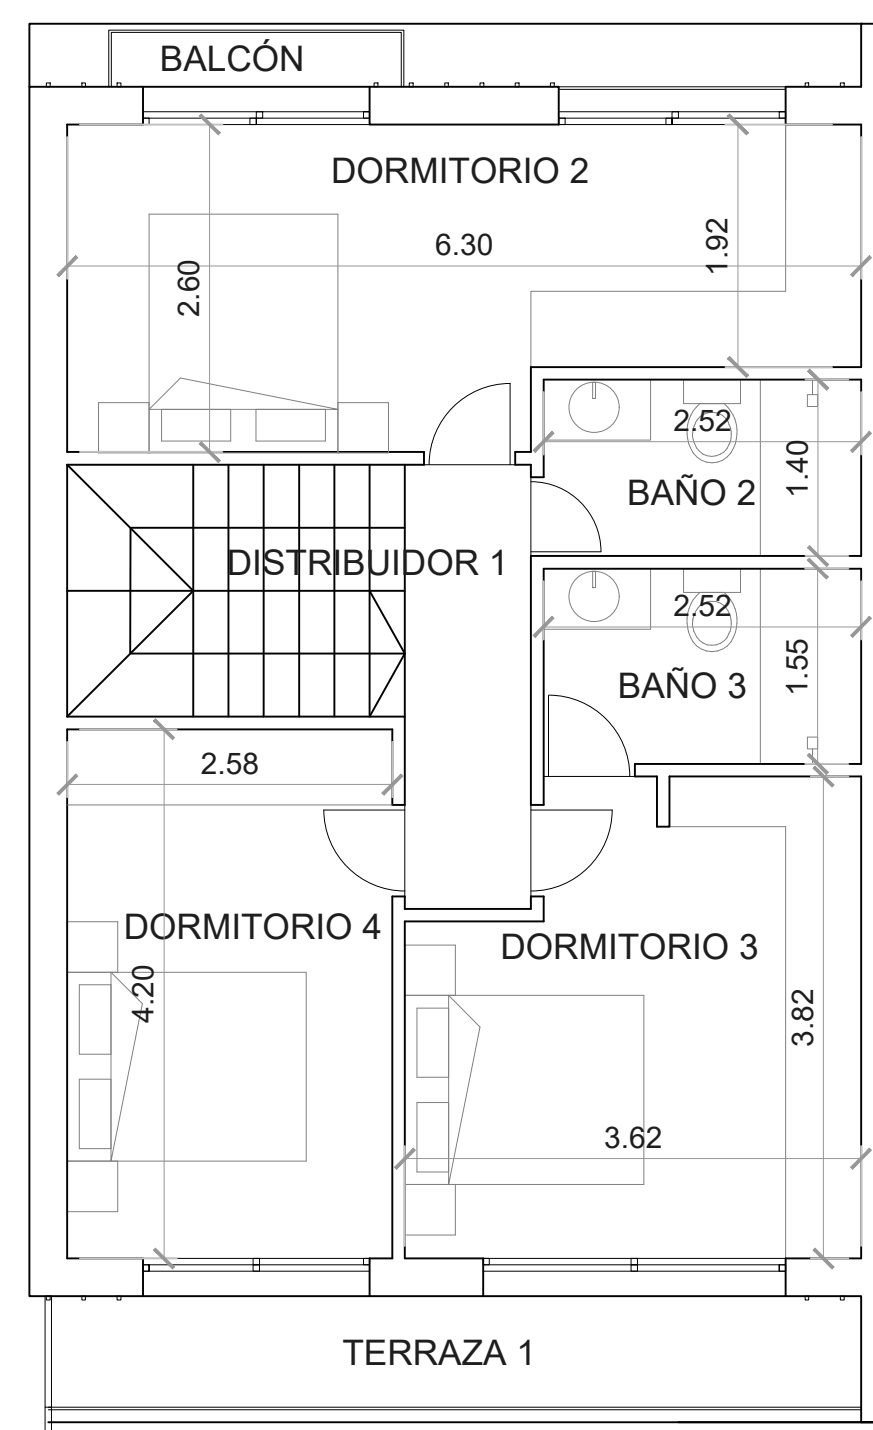 BALCÓN
DORMITORIO 2
6.30
1.92
2.60
2.52
1.40
BAÑO 2
DISTRIBUIDOR 1
2.52
1.55
BAÑO 3
2.58
DORMITORIO 4
DORMITORIO 3
4.20
3.82
3.62
TERRAZA 1